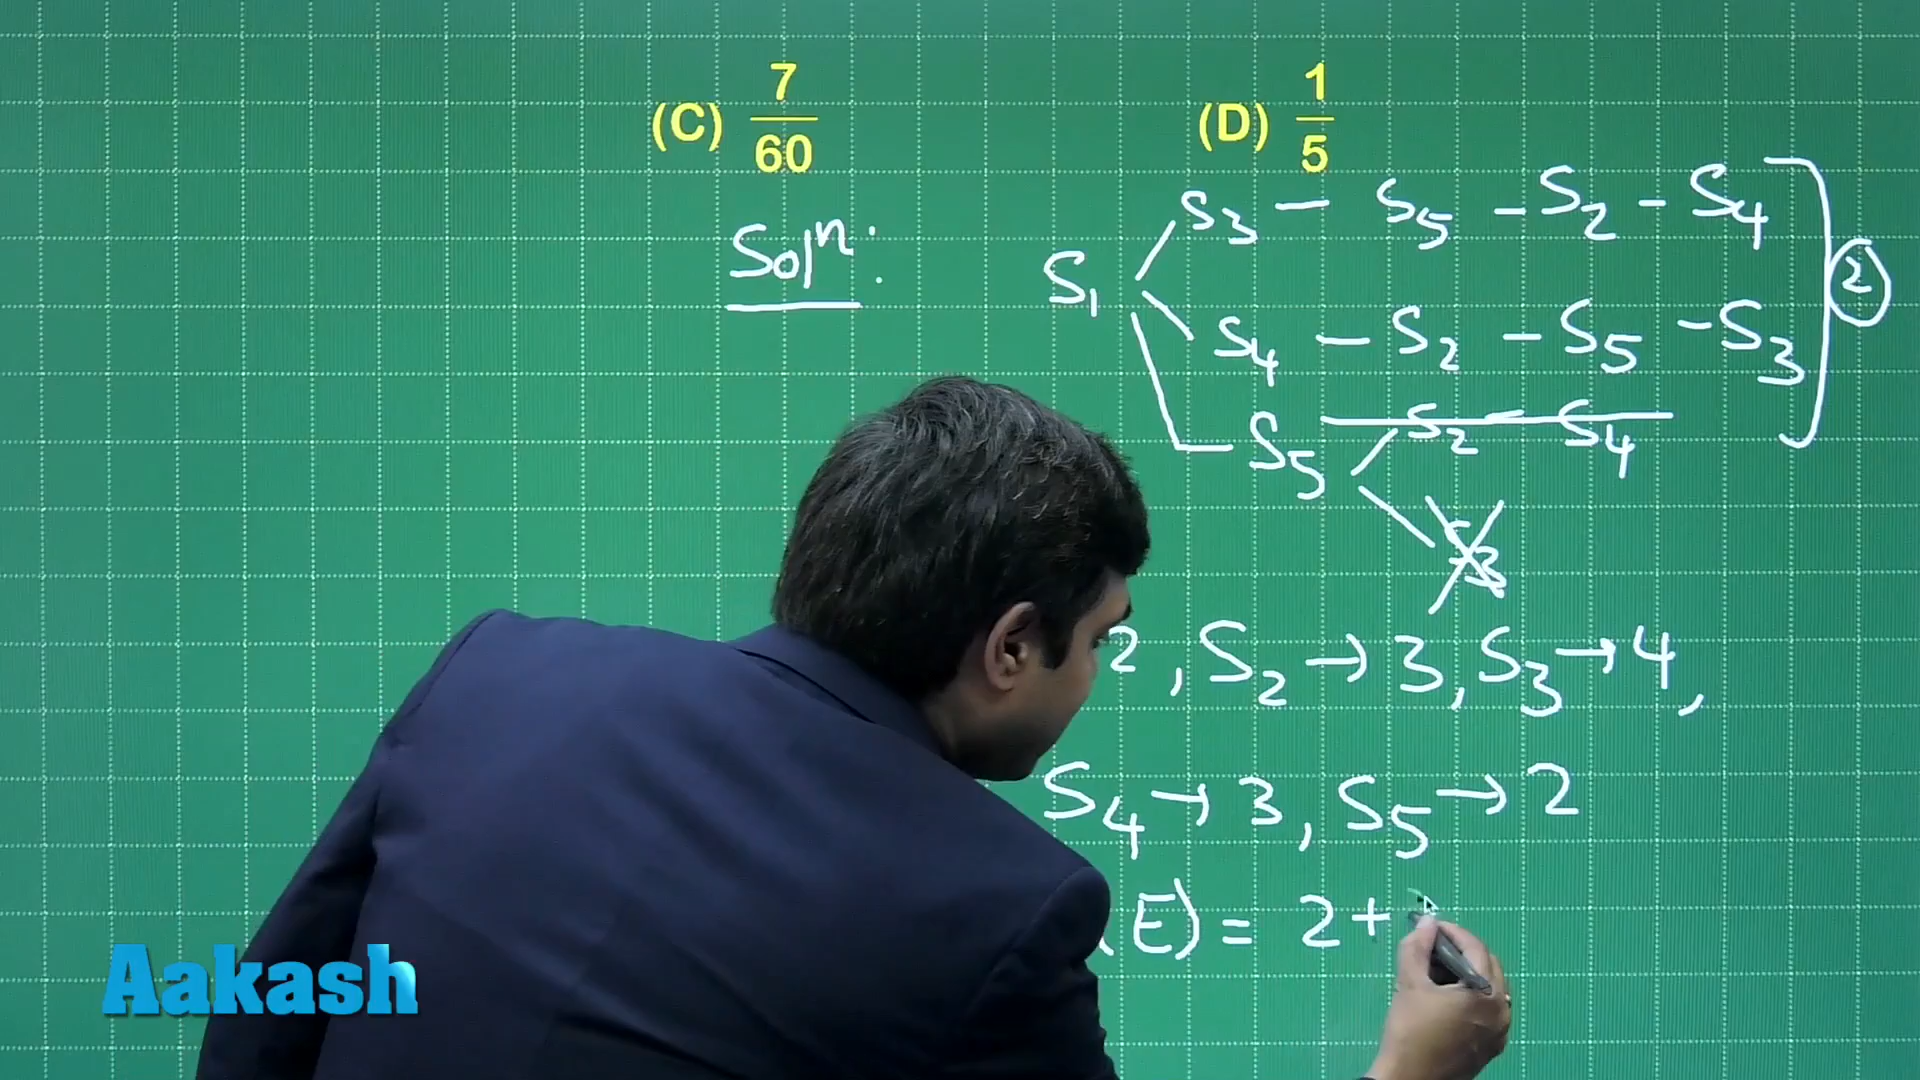 (C) 7/60 (D) 1/5
Solⁿ:
S₃ – S₅ – S₂ – S₄
S₁
S₄ – S₂ – S₅ – S₃
2
S₅ S₂ S₄
S₃
2, S₂ → 3, S₃ → 4,
S₄ → 3, S₅ → 2
(E) = 2 +
Aakash